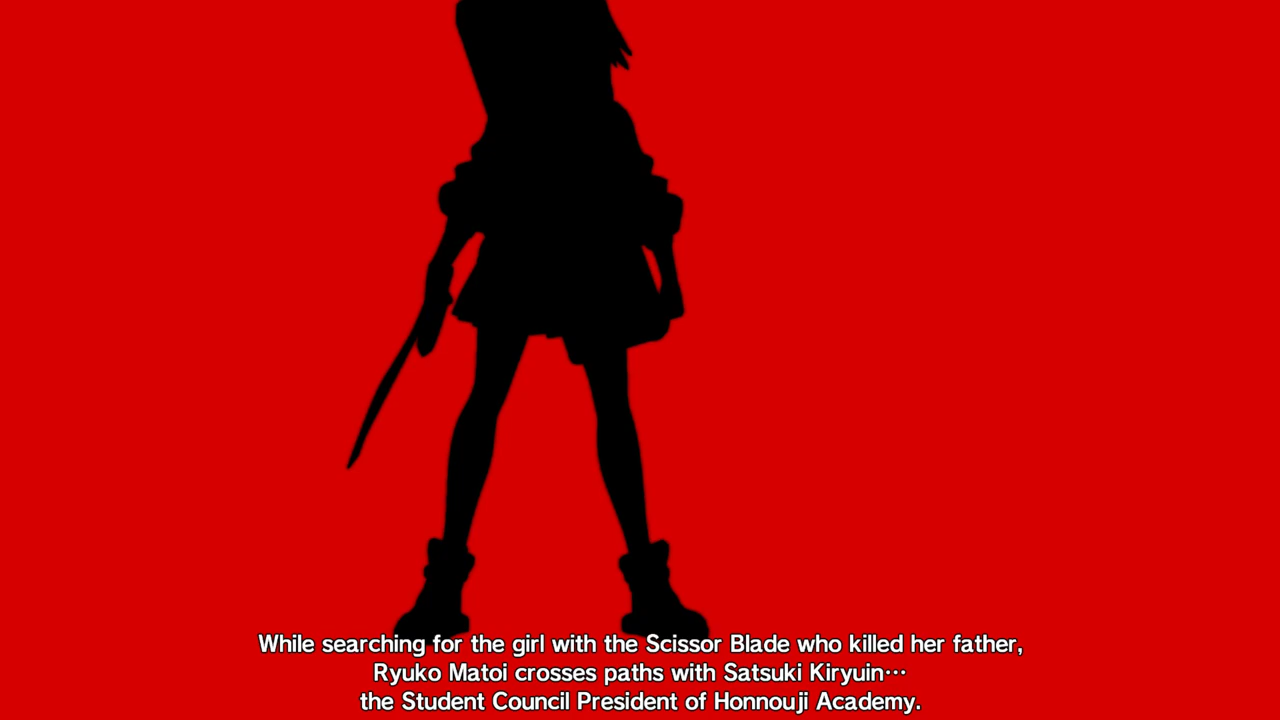 While searching for the girl with the Scissor Blade who killed her father,
Ryuko Matoi crosses paths with Satsuki Kiryuin…
the Student Council President of Honnouji Academy.